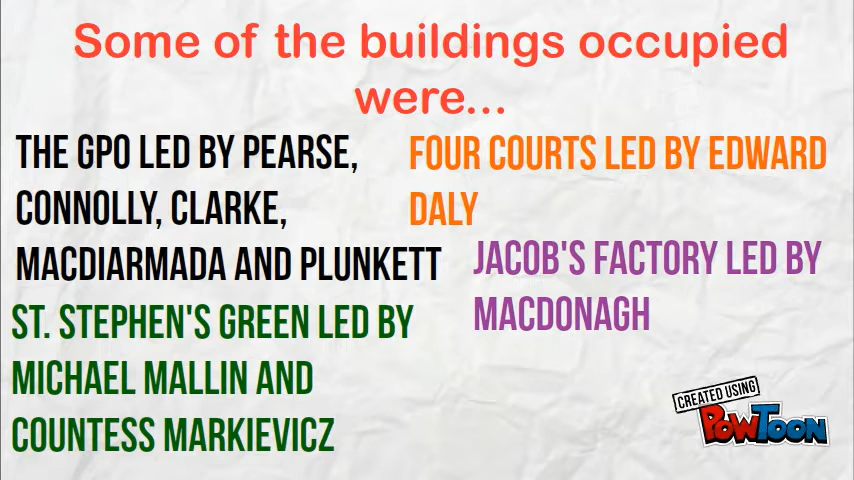 Some of the buildings occupied
were...
THE GPO LED BY PEARSE,
CONNOLLY, CLARKE,
MACDIARMADA AND PLUNKETT
FOUR COURTS LED BY EDWARD
DALY
JACOB'S FACTORY LED BY
MACDONAGH
ST. STEPHEN'S GREEN LED BY
MICHAEL MALLIN AND
COUNTESS MARKIEVICZ
CREATED USING
POWTOON